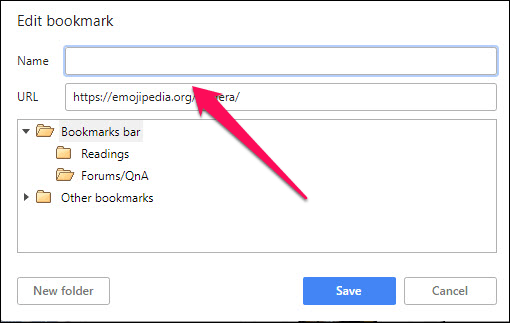 Edit bookmark
Name
URL https://emojipedia.org/ era/
Bookmarks bar
Readings
Forums/QnA
Other bookmarks
New folder Save Cancel